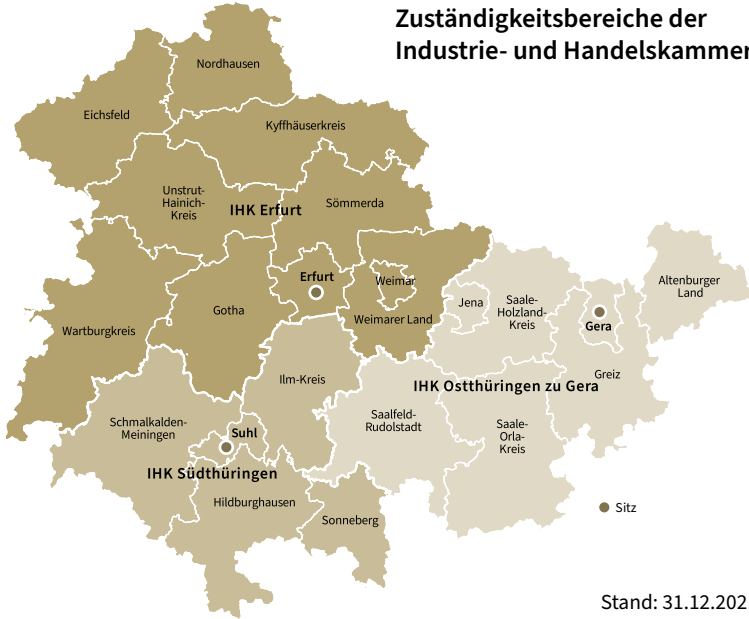 Zuständigkeitsbereiche der
Industrie- und Handelskammer
Nordhausen
Eichsfeld
Kyffhäuserkreis
Unstrut-
Hainich-
Kreis
IHK Erfurt
Sömmerda
Erfurt
Weimar
Altenburger
Land
Jena
Saale-
Holzland-
Kreis
Gotha
Weimarer Land
Gera
Wartburgkreis
Ilm-Kreis
Greiz
IHK Ostthüringen zu Gera
Schmalkalden-
Meiningen
Saalfeld-
Rudolstadt
Suhl
Saale-
Orla-
Kreis
IHK Südthüringen
Hildburghausen
Sonneberg
Sitz
Stand: 31.12.202